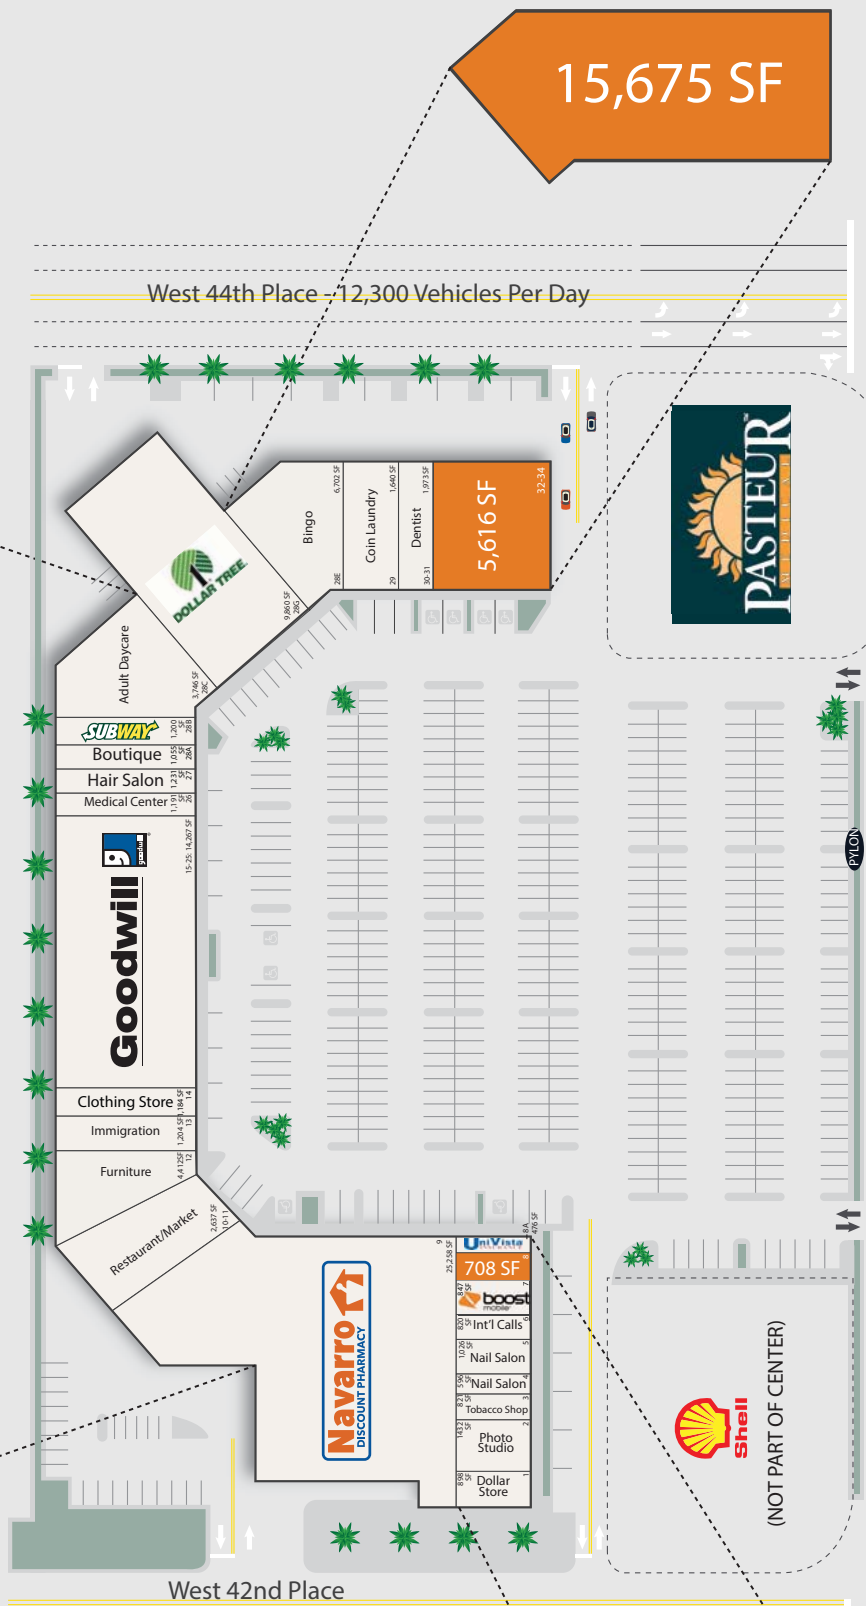 15,675 SF
West 44th Place - 12,300 Vehicles Per Day
PASTEUR
MEDICAL
Bingo
6,702 SF
28E
Coin Laundry
1,640 SF
29
Dentist
1,973 SF
30-31
5,616 SF
32-34
1
DOLLAR TREE
9,860 SF
28G
Adult Daycare
3,746 SF
28C
SUBWAY
1,200
SF
28B
Boutique
1,055
SF
28A
Hair Salon
1,231
SF
27
Medical Center
1,191
SF
26
goodwill
Goodwill
15-25: 14,267 SF
Clothing Store
1,184 SF
14
Immigration
1,204 SF
13
Furniture
4,412SF
12
Restaurant/Market
2,637 SF
10-11
Navarro
DISCOUNT PHARMACY
25,258 SF
9
UniVista
8A
476 SF
708 SF
8
boost
mobile
847
SF
7
Int'l Calls
820
SF
6
Nail Salon
1,026
SF
5
Nail Salon
596
SF
4
Tobacco Shop
821
SF
3
Photo
Studio
1432
SF
2
Dollar
Store
898
SF
1
PYLON
Shell
(NOT PART OF CENTER)
West 42nd Place